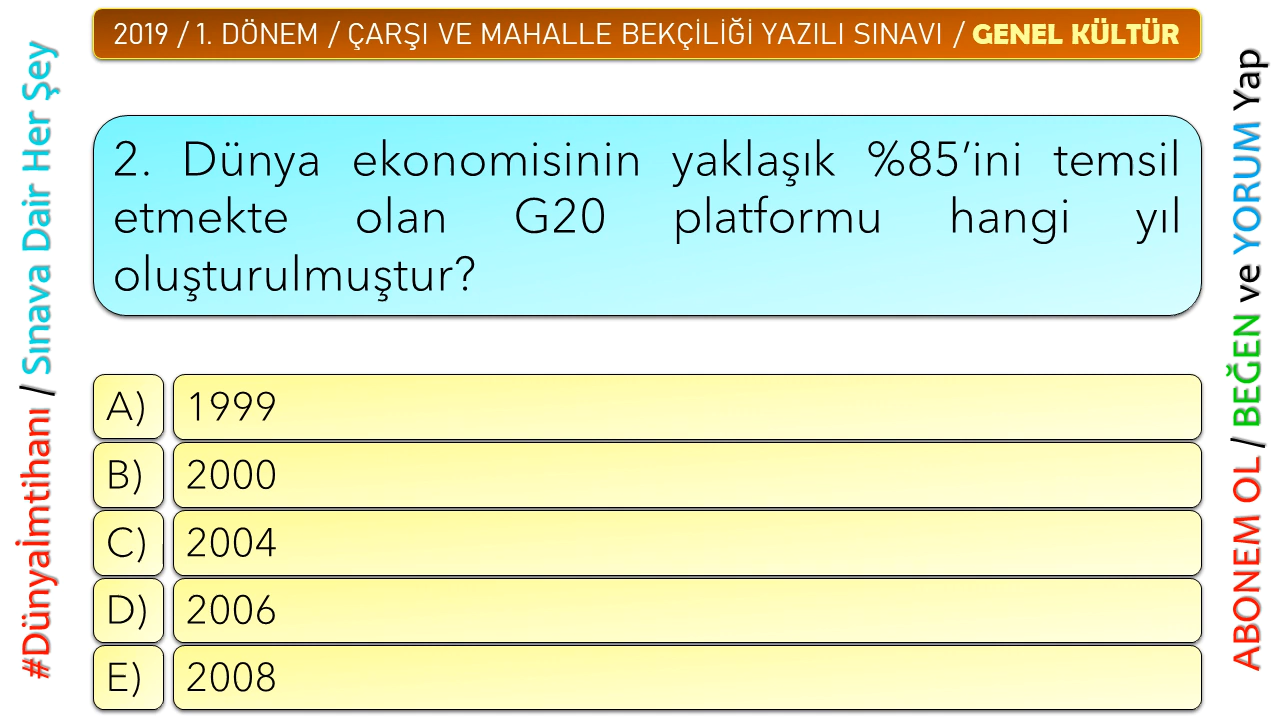 2019 / 1. DÖNEM / ÇARŞI VE MAHALLE BEKÇİLİĞİ YAZILI SINAVI / GENEL KÜLTÜR
#Dünyaİmtihanı / Sınava Dair Her Şey
2. Dünya ekonomisinin yaklaşık %85’ini temsil
etmekte olan G20 platformu hangi yıl
oluşturulmuştur?
A) 1999
B) 2000
C) 2004
D) 2006
E) 2008
ABONEM OL / BEĞEN ve YORUM Yap